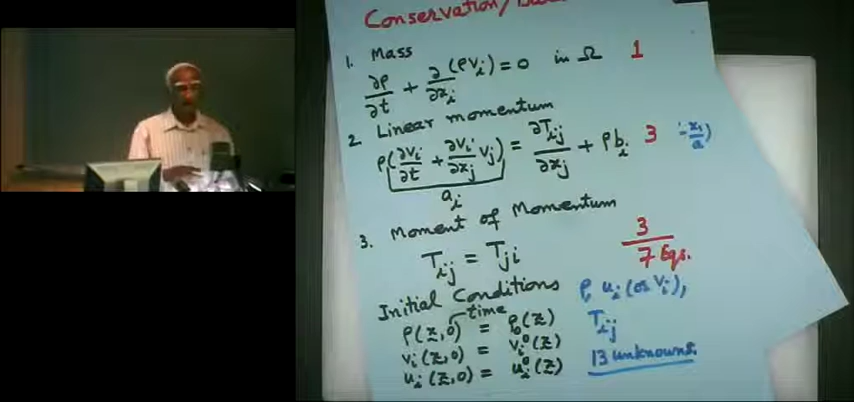 Conservation/
1. Mass
∂ρ/∂t + ∂/∂x_i (ρv_i) = 0 in Ω 1
2. Linear momentum
ρ(∂v_i/∂t + ∂v_i/∂x_j v_j) = ∂T_ij/∂x_j + ρb_i 3
a_i
3. Moment of Momentum
T_ij = T_ji 3
7 Eqs.
Initial Conditions ρ, u_i (or v_i),
time
ρ(x,0) = ρ_0(x) T_ij
v_i(x,0) = v_i^0(x) 13 unknowns.
u_i(x,0) = u_i^0(x)